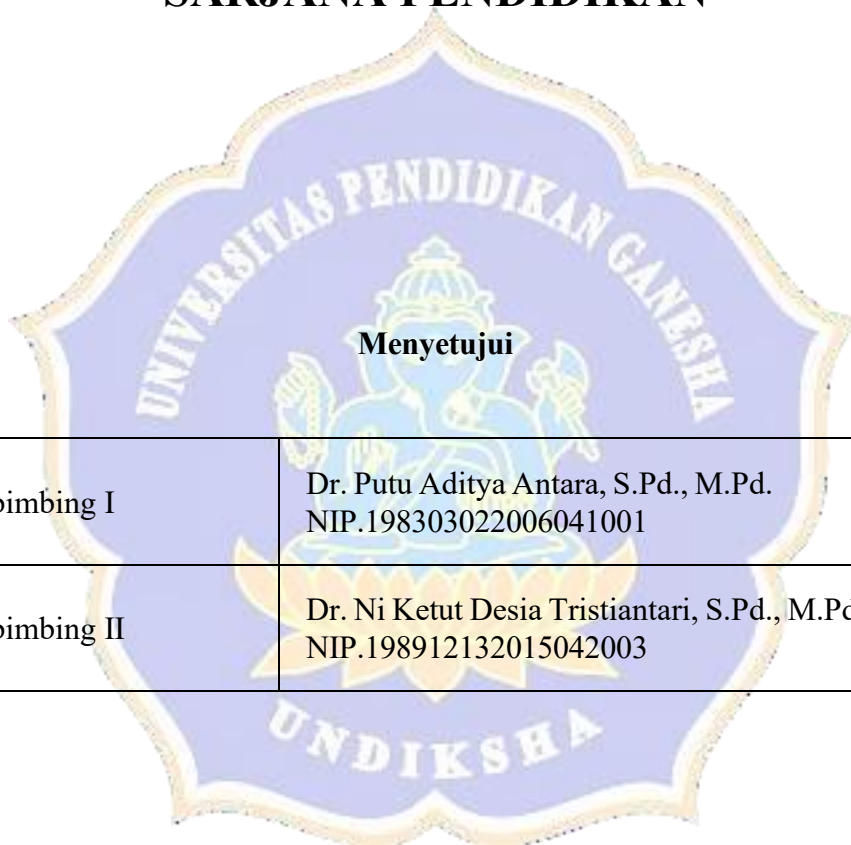 SARJANA PENDIDIKAN
UNIVERSITAS PENDIDIKAN GANESHA
Menyetujui
bimbing I
Dr. Putu Aditya Antara, S.Pd., M.Pd.
NIP.198303022006041001
bimbing II
Dr. Ni Ketut Desia Tristiantari, S.Pd., M.Pd
NIP.198912132015042003
UNDIKSHA